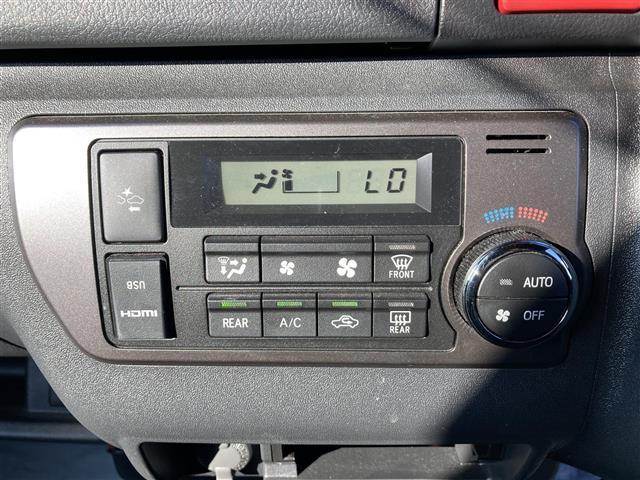 LO
FRONT
USB
HDMI
REAR
A/C
REAR
AUTO
OFF